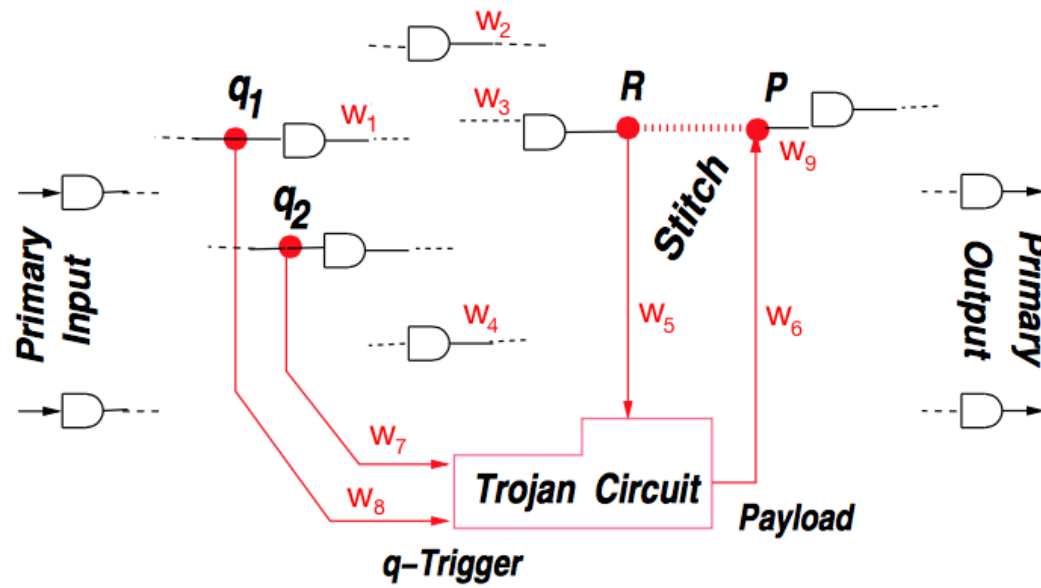 W2
q1
W1
W3
R
P
W9
Stitch
q2
Primary
Input
Primary
Output
W4
W5
W6
W7
W8
Trojan Circuit
Payload
q-Trigger